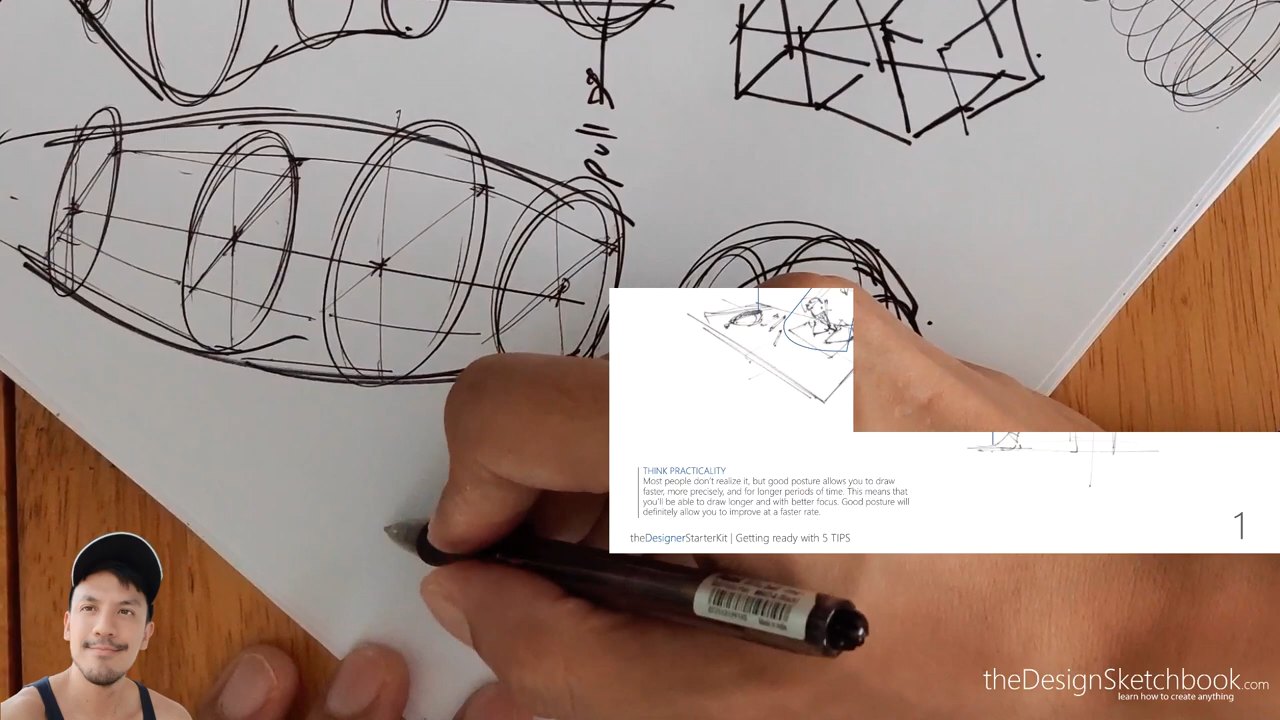 pull
THINK PRACTICALITY
Most people don't realize it, but good posture allows you to draw
faster, more precisely, and for longer periods of time. This means that
you'll be able to draw longer and with better focus. Good posture will
definitely allow you to improve at a faster rate.
theDesignerStarterKit | Getting ready with 5 TIPS
1
theDesignSketchbook.com
learn how to create anything